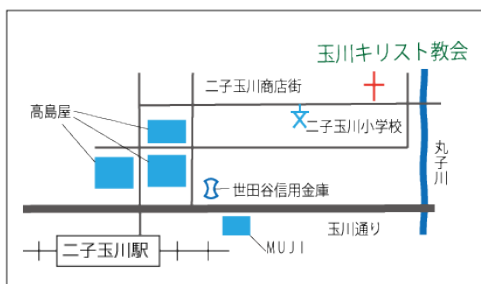 玉川キリスト教会
二子玉川商店街
高島屋
二子玉川小学校
丸子川
世田谷信用金庫
玉川通り
二子玉川駅
MUJI